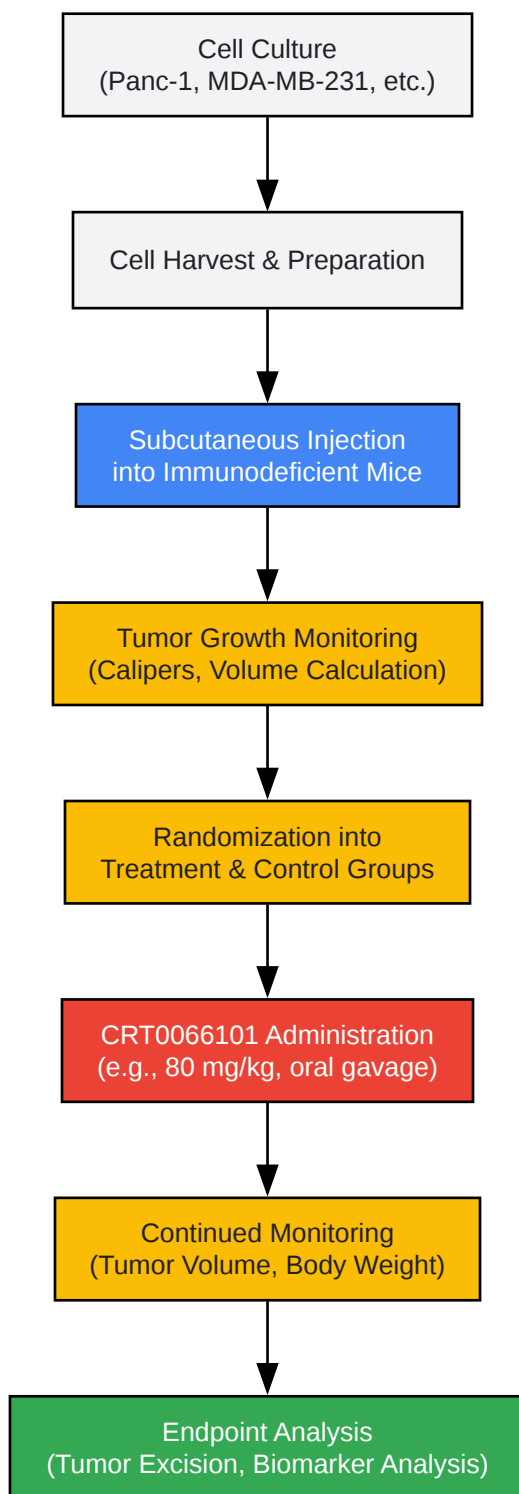 Cell Culture
(Panc-1, MDA-MB-231, etc.)
Cell Harvest & Preparation
Subcutaneous Injection
into Immunodeficient Mice
Tumor Growth Monitoring
(Calipers, Volume Calculation)
Randomization into
Treatment & Control Groups
CRT0066101 Administration
(e.g., 80 mg/kg, oral gavage)
Continued Monitoring
(Tumor Volume, Body Weight)
Endpoint Analysis
(Tumor Excision, Biomarker Analysis)